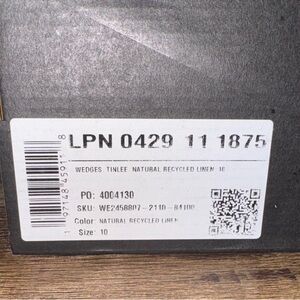 LPN 0429 11 1875
WEDGES TINLEE NATURAL RECYCLED LINEN 10
PO: 4004130
SKU: WE2458807-2110-84100
Color: NATURAL RECYCLED LINEN
Size: 10